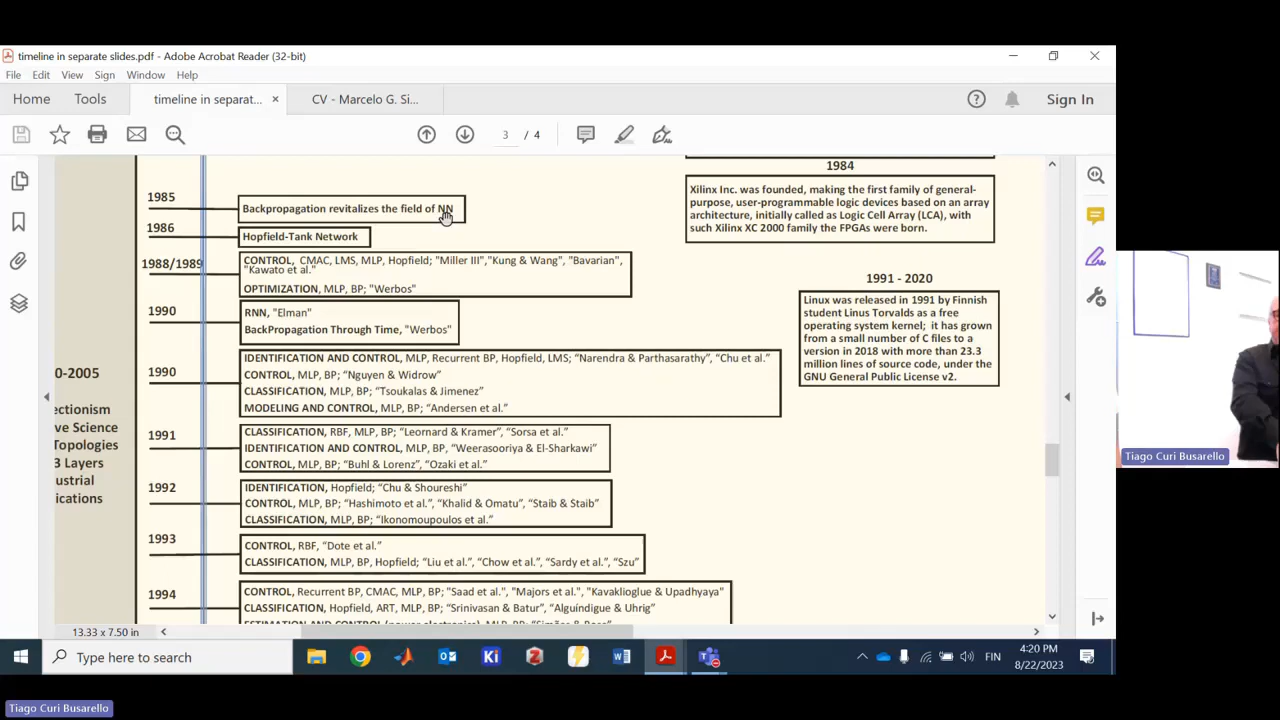 timeline in separate slides.pdf - Adobe Acrobat Reader (32-bit)
File Edit View Sign Window Help
Home Tools timeline in separat... × CV - Marcelo G. Si... Sign In
3 / 4
1984
Xilinx Inc. was founded, making the first family of general-
purpose, user-programmable logic devices based on an array
architecture, initially called as Logic Cell Array (LCA), with
such Xilinx XC 2000 family the FPGAs were born.
1985
Backpropagation revitalizes the field of NN
1986
Hopfield-Tank Network
1988/1989
CONTROL, CMAC, LMS, MLP, Hopfield; "Miller III","Kung & Wang", "Bavarian",
"Kawato et al."
OPTIMIZATION, MLP, BP; "Werbos"
1991 - 2020
Linux was released in 1991 by Finnish
student Linus Torvalds as a free
operating system kernel; it has grown
from a small number of C files to a
version in 2018 with more than 23.3
million lines of source code, under the
GNU General Public License v2.
1990
RNN, "Elman"
BackPropagation Through Time, "Werbos"
1990
IDENTIFICATION AND CONTROL, MLP, Recurrent BP, Hopfield, LMS; “Narendra & Parthasarathy”, “Chu et al.”
CONTROL, MLP, BP; “Nguyen & Widrow”
CLASSIFICATION, MLP, BP; “Tsoukalas & Jimenez”
MODELING AND CONTROL, MLP, BP; “Andersen et al.”
0-2005
ectionism
ve Science
Topologies
3 Layers
ustrial
ications
1991
CLASSIFICATION, RBF, MLP, BP; “Leornard & Kramer”, “Sorsa et al.”
IDENTIFICATION AND CONTROL, MLP, BP, “Weerasooriya & El-Sharkawi”
CONTROL, MLP, BP; “Buhl & Lorenz”, “Ozaki et al.”
1992
IDENTIFICATION, Hopfield; “Chu & Shoureshi”
CONTROL, MLP, BP; “Hashimoto et al.”, “Khalid & Omatu”, “Staib & Staib”
CLASSIFICATION, MLP, BP; “Ikonomoupoulos et al.”
1993
CONTROL, RBF, “Dote et al.”
CLASSIFICATION, MLP, BP, Hopfield; “Liu et al.”, “Chow et al.”, “Sardy et al.”, “Szu”
1994
CONTROL, Recurrent BP, CMAC, MLP, BP; "Saad et al.", "Majors et al.", "Kavaklioglue & Upadhyaya"
CLASSIFICATION, Hopfield, ART, MLP, BP; “Srinivasan & Batur”, “Alguíndigue & Uhrig”
ESTIMATION AND CONTROL (power electronics), MLP, BP; "Simões & Bose"
13.33 x 7.50 in
Type here to search
Ki
FIN
4:20 PM
8/22/2023
Tiago Curi Busarello
Tiago Curi Busarello